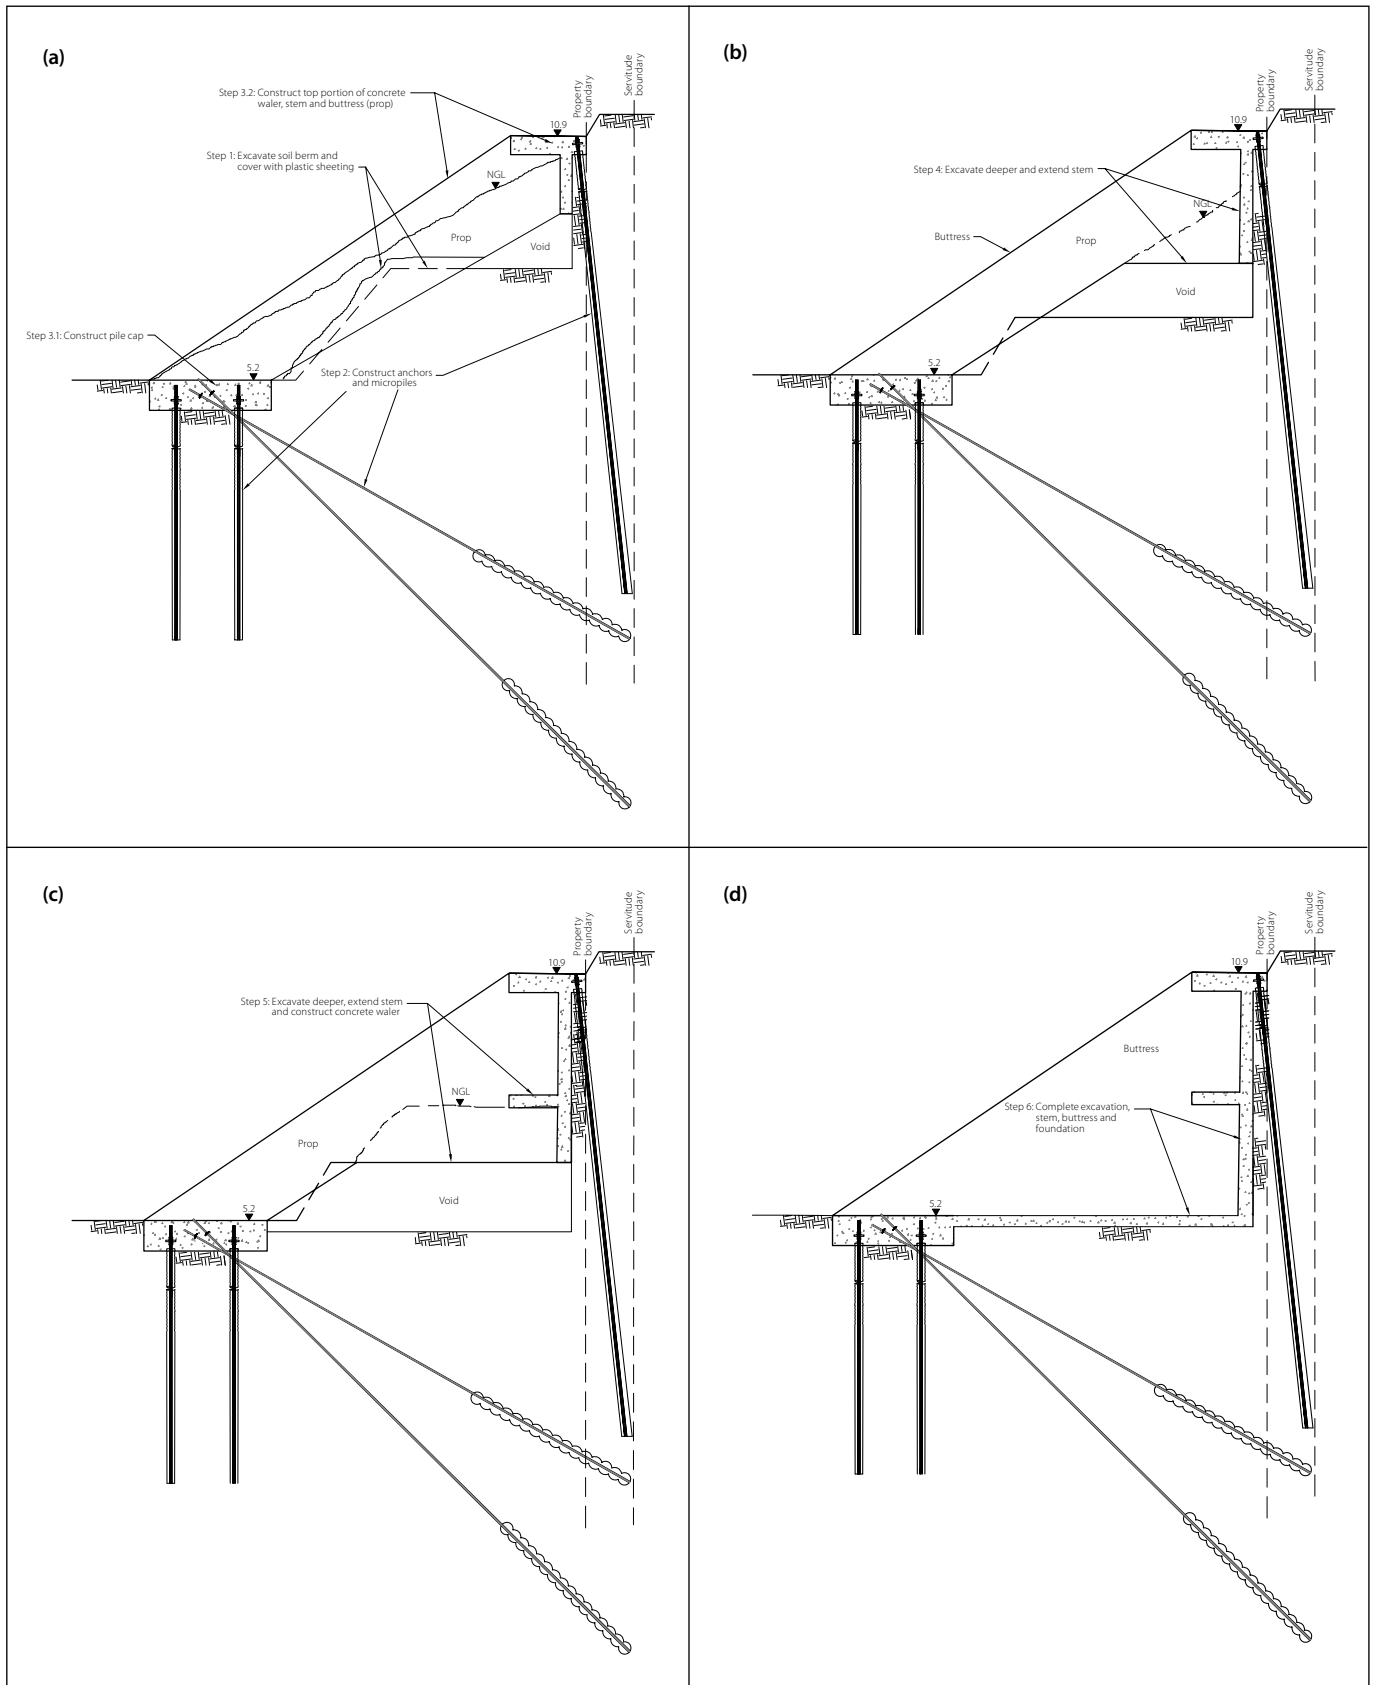 (a)
Property
boundary
Servitude
boundary
Step 3.2: Construct top portion of concrete
waler, stem and buttress (prop)
10.9
Step 1: Excavate soil berm and
cover with plastic sheeting
NGL
Prop
Void
Step 3.1: Construct pile cap
5.2
Step 2: Construct anchors
and micropiles
(b)
Property
boundary
Servitude
boundary
10.9
Step 4: Excavate deeper and extend stem
NGL
Buttress
Prop
Void
5.2
(c)
Property
boundary
Servitude
boundary
10.9
Step 5: Excavate deeper, extend stem
and construct concrete waler
NGL
Prop
Void
5.2
(d)
Property
boundary
Servitude
boundary
10.9
Buttress
Step 6: Complete excavation,
stem, buttress and
foundation
5.2